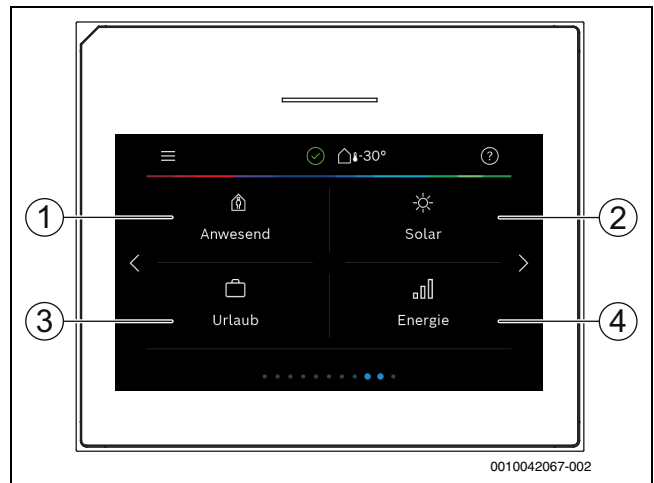 -30°
?
1
Anwesend
Solar
2
3
Urlaub
Energie
4
0010042067-002